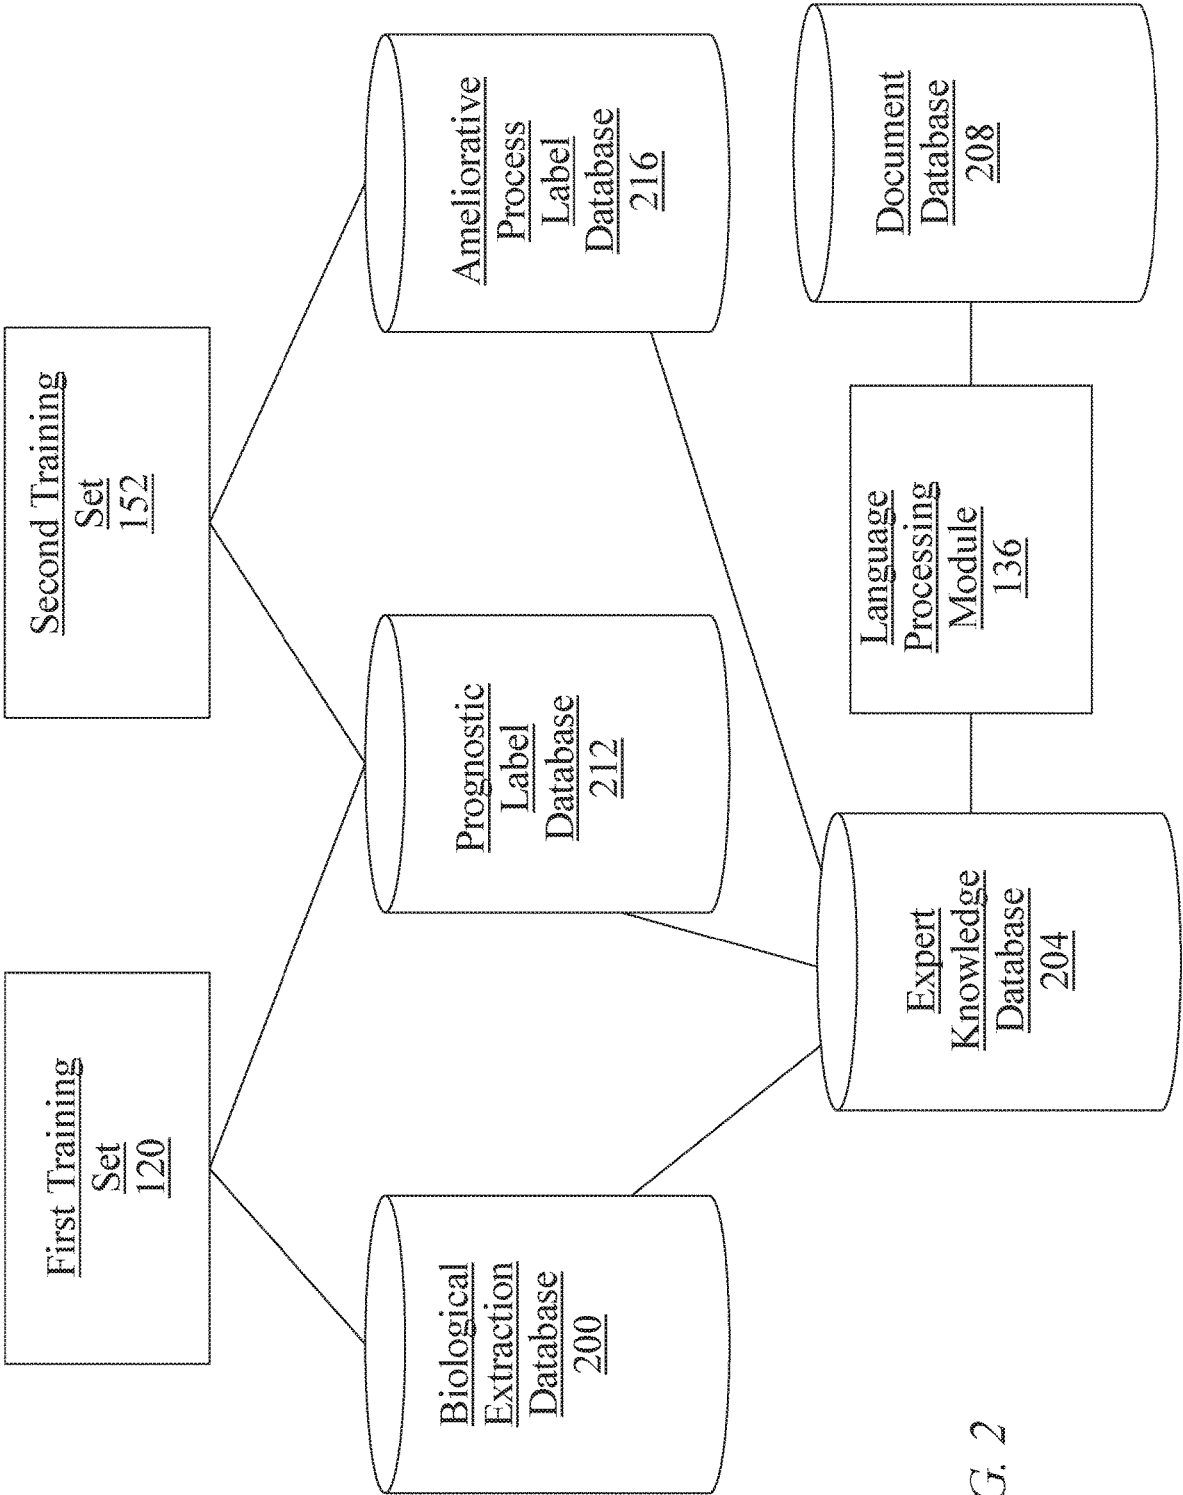 First Training
Set
120
Second Training
Set
152
Biological
Extraction
Database
200
Prognostic
Label
Database
212
Ameliorative
Process
Label
Database
216
Expert
Knowledge
Database
204
Language
Processing
Module
136
Document
Database
208
G. 2